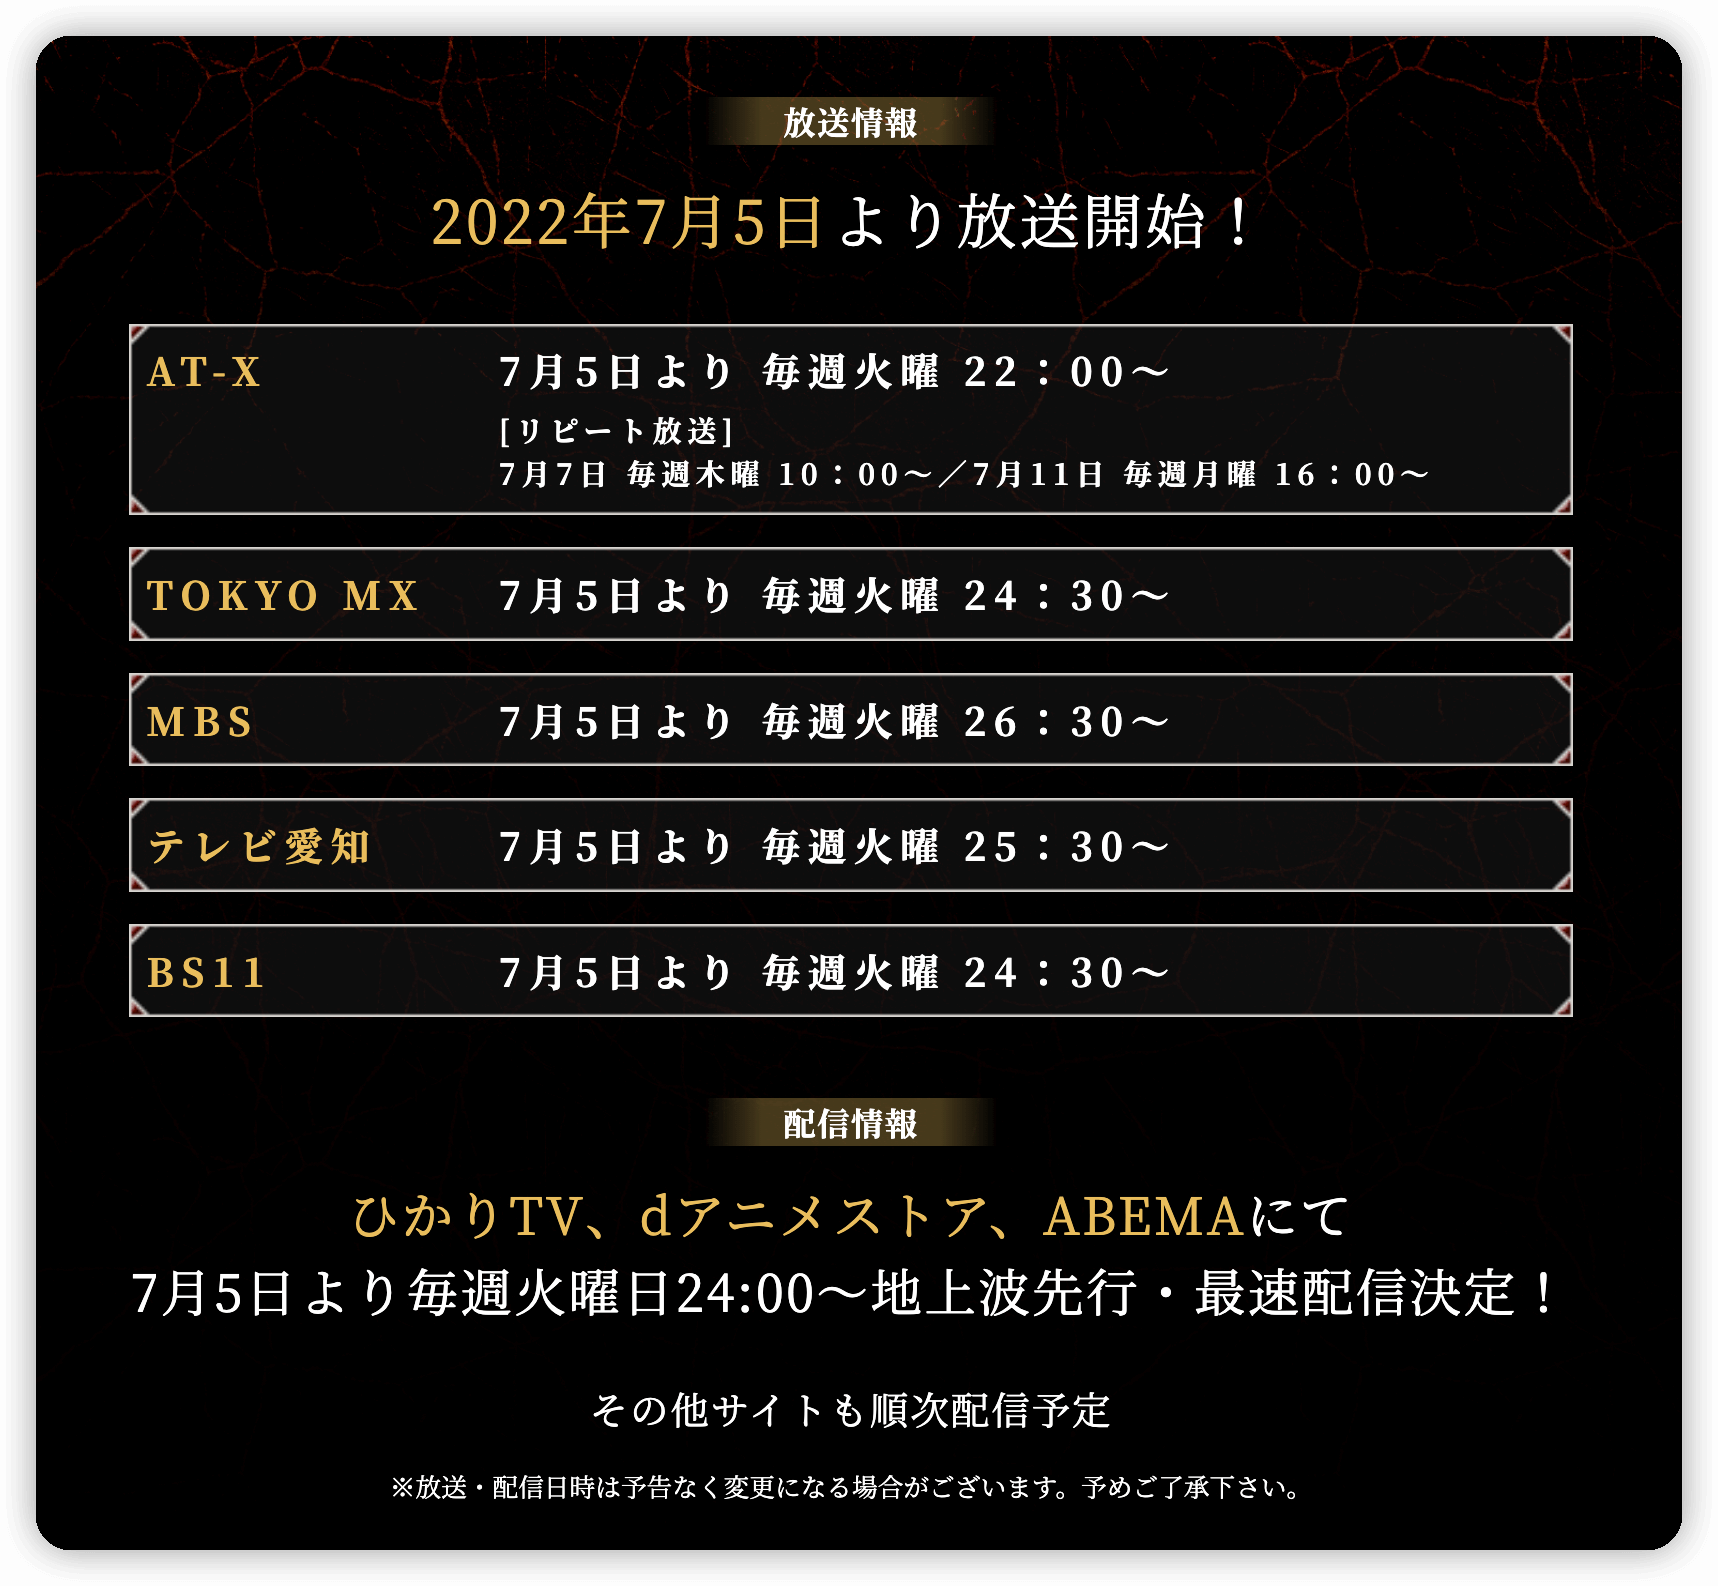 放送情報
2022年7月5日より放送開始！
AT-X 7月5日より 毎週火曜 22：00～
[リピート放送]
7月7日 毎週木曜 10：00～／7月11日 毎週月曜 16：00～
TOKYO MX 7月5日より 毎週火曜 24：30～
MBS 7月5日より 毎週火曜 26：30～
テレビ愛知 7月5日より 毎週火曜 25：30～
BS11 7月5日より 毎週火曜 24：30～
配信情報
ひかりTV、dアニメストア、ABEMAにて
7月5日より毎週火曜日24:00～地上波先行・最速配信決定！
その他サイトも順次配信予定
※放送・配信日時は予告なく変更になる場合がございます。予めご了承下さい。